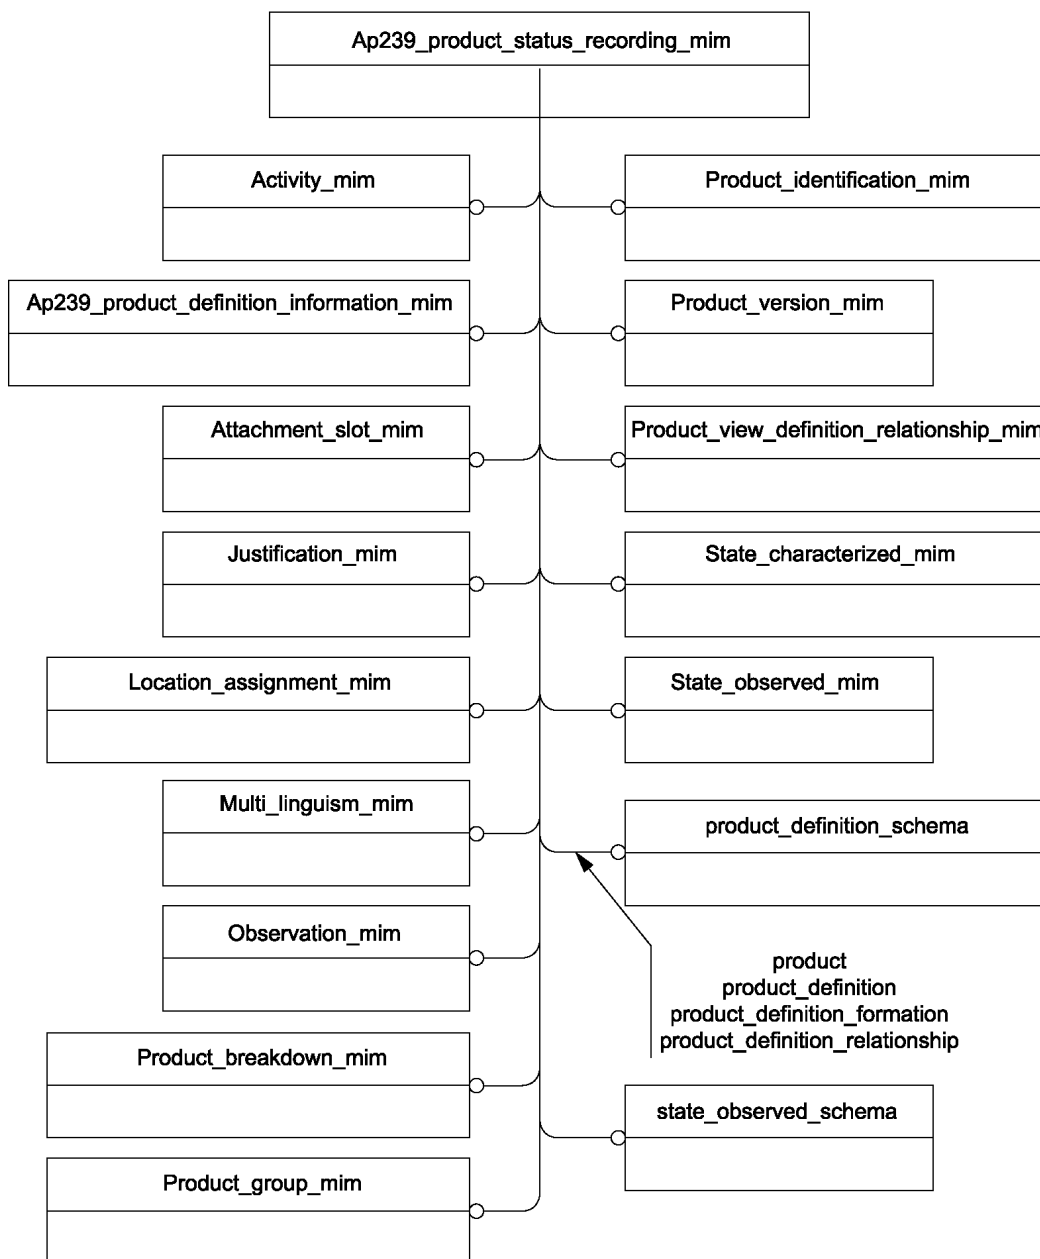 Ap239_product_status_recording_mim
Activity_mim
Product_identification_mim
Ap239_product_definition_information_mim
Product_version_mim
Attachment_slot_mim
Product_view_definition_relationship_mim
Justification_mim
State_characterized_mim
Location_assignment_mim
State_observed_mim
Multi_linguism_mim
product_definition_schema
Observation_mim
product
product_definition
product_definition_formation
product_definition_relationship
Product_breakdown_mim
state_observed_schema
Product_group_mim